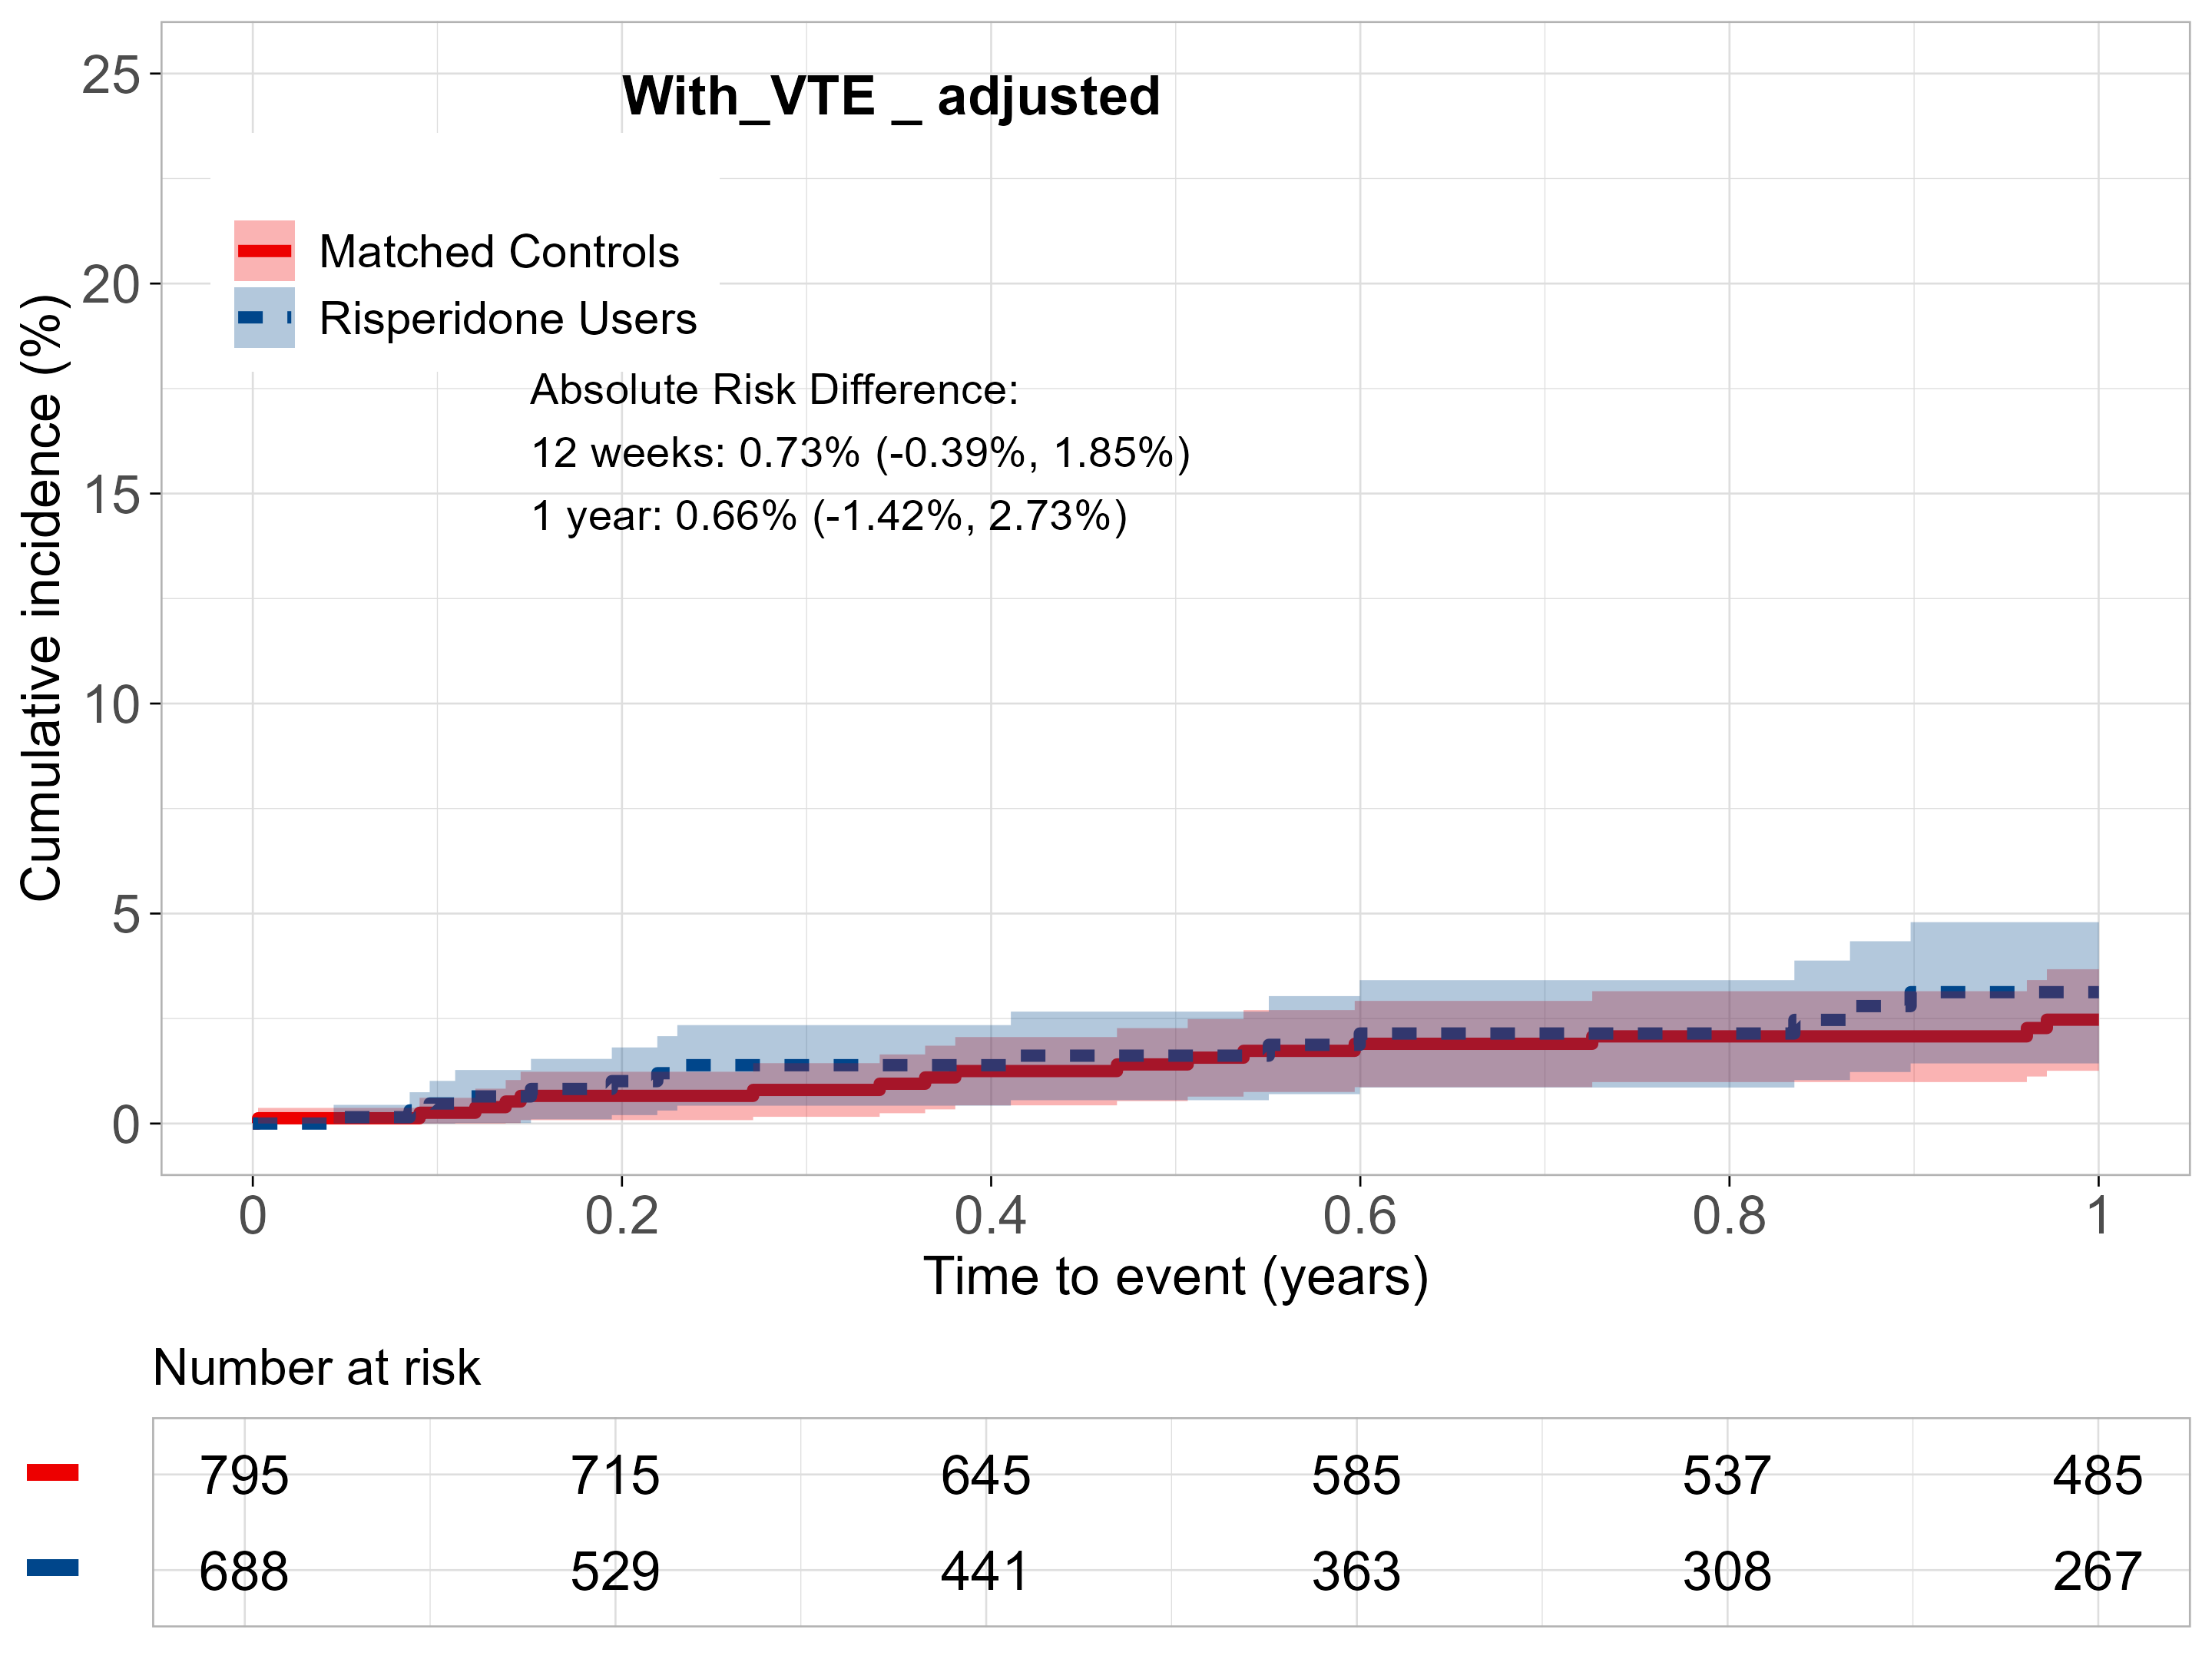 With_VTE _ adjusted
Matched Controls
Risperidone Users
Absolute Risk Difference:
12 weeks: 0.73% (-0.39%, 1.85%)
1 year: 0.66% (-1.42%, 2.73%)
Cumulative incidence (%)
25
20
15
10
5
0
0 0.2 0.4 0.6 0.8 1
Time to event (years)
Number at risk
795 715 645 585 537 485
688 529 441 363 308 267